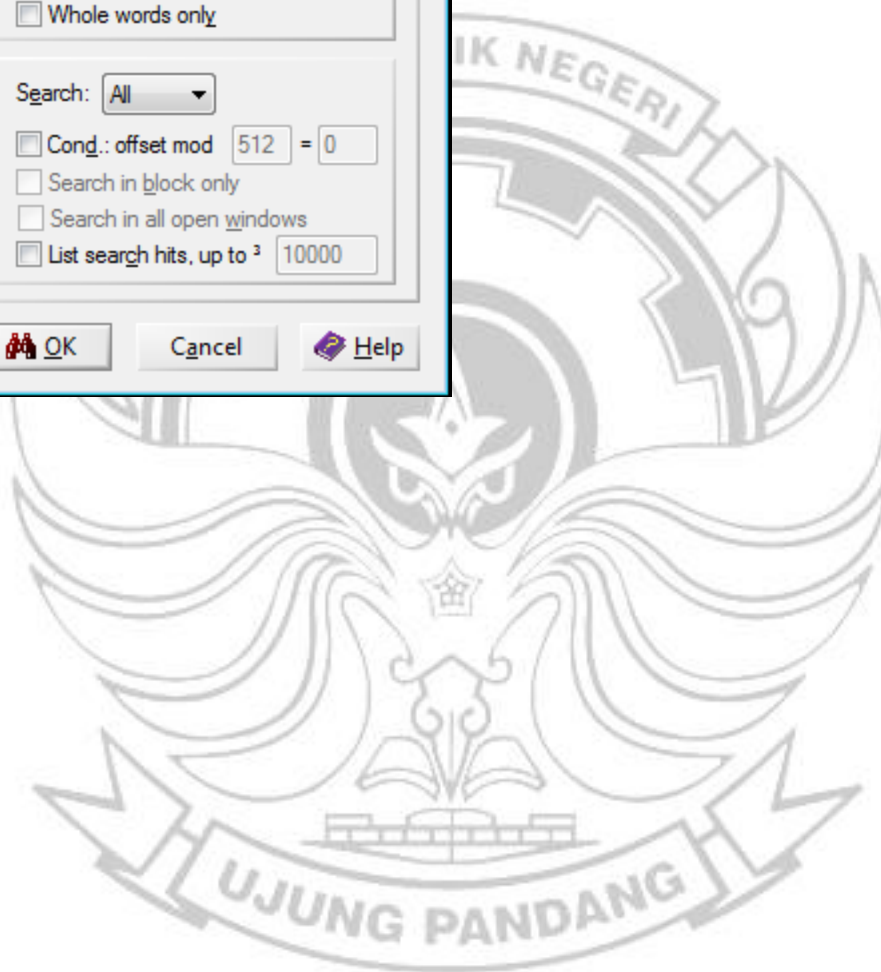 Whole words only
Search: All
Cond.: offset mod 512 = 0
Search in block only
Search in all open windows
List search hits, up to ³ 10000
OK Cancel Help
IK NEGERI
UJUNG PANDANG